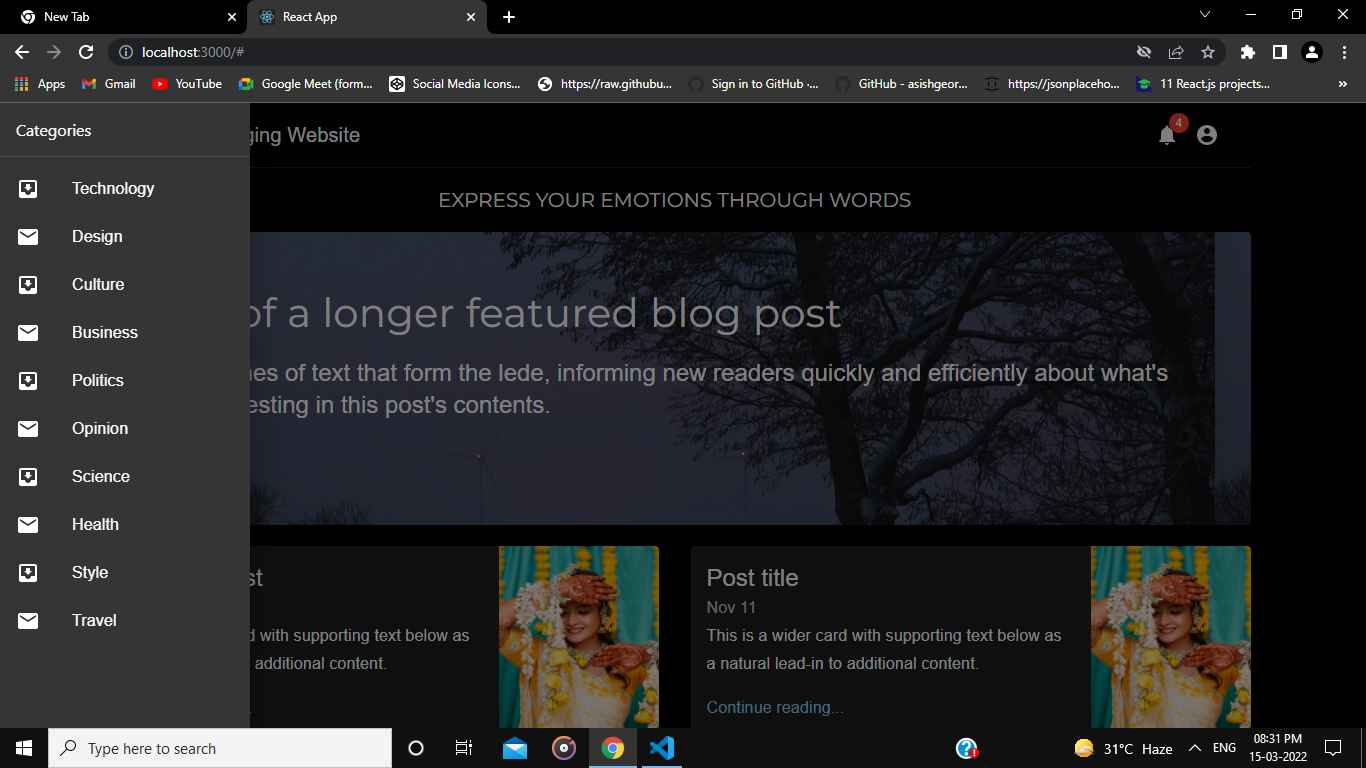 New Tab
React App
localhost:3000/#
Apps
Gmail
YouTube
Google Meet (form...
Social Media Icons...
https://raw.githubu...
Sign in to GitHub ·...
GitHub - asishgeor...
https://jsonplaceho...
11 React.js projects...
»
Categories
Technology
Design
Culture
Business
Politics
Opinion
Science
Health
Style
Travel
ging Website
4
EXPRESS YOUR EMOTIONS THROUGH WORDS
of a longer featured blog post
nes of text that form the lede, informing new readers quickly and efficiently about what's
esting in this post's contents.
st
d with supporting text below as
additional content.
Post title
Nov 11
This is a wider card with supporting text below as
a natural lead-in to additional content.
Continue reading...
Type here to search
31°C Haze
ENG
08:31 PM
15-03-2022